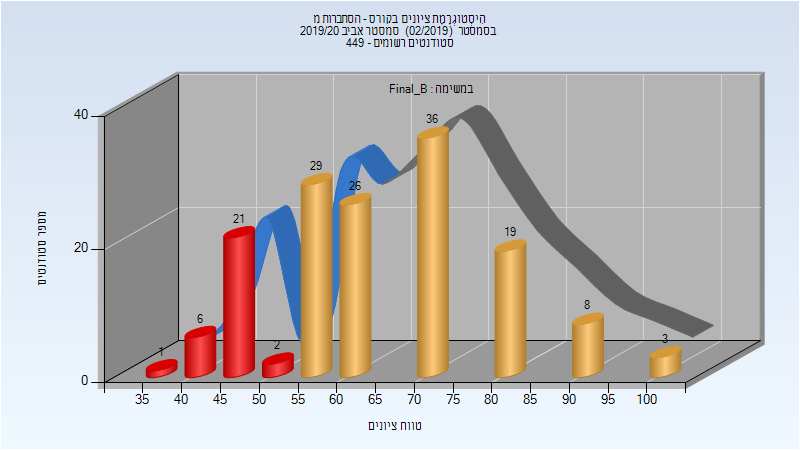 היסטוגרמת ציונים בקורס - הסתברות מ
בסמסטר (02/2019) סמסטר אביב 2019/20
סטודנטים רשומים - 449
במשימה : Final_B
מספר סטודנטים
40
20
0
1
6
21
2
29
26
36
19
8
3
35 40 45 50 55 60 65 70 75 80 85 90 95 100
טווח ציונים